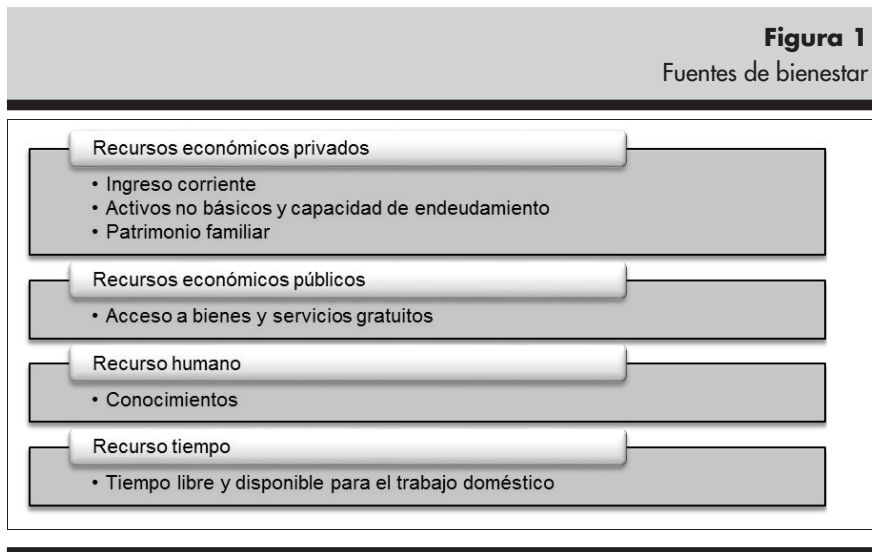 Figura 1
Fuentes de bienestar
Recursos económicos privados
• Ingreso corriente
• Activos no básicos y capacidad de endeudamiento
• Patrimonio familiar
Recursos económicos públicos
• Acceso a bienes y servicios gratuitos
Recurso humano
• Conocimientos
Recurso tiempo
• Tiempo libre y disponible para el trabajo doméstico